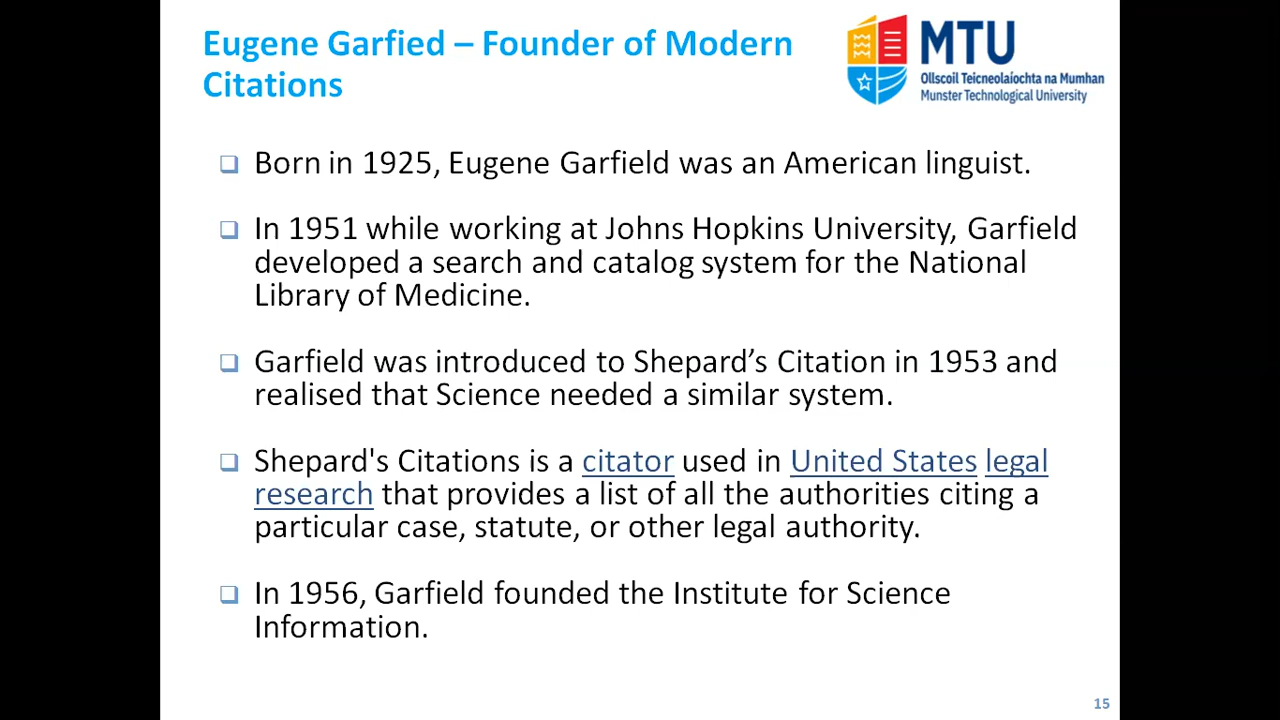 Eugene Garfied – Founder of Modern
Citations
MTU
Ollscoil Teicneolaíochta na Mumhan
Munster Technological University
Born in 1925, Eugene Garfield was an American linguist.
In 1951 while working at Johns Hopkins University, Garfield
developed a search and catalog system for the National
Library of Medicine.
Garfield was introduced to Shepard’s Citation in 1953 and
realised that Science needed a similar system.
Shepard's Citations is a citator used in United States legal
research that provides a list of all the authorities citing a
particular case, statute, or other legal authority.
In 1956, Garfield founded the Institute for Science
Information.
15